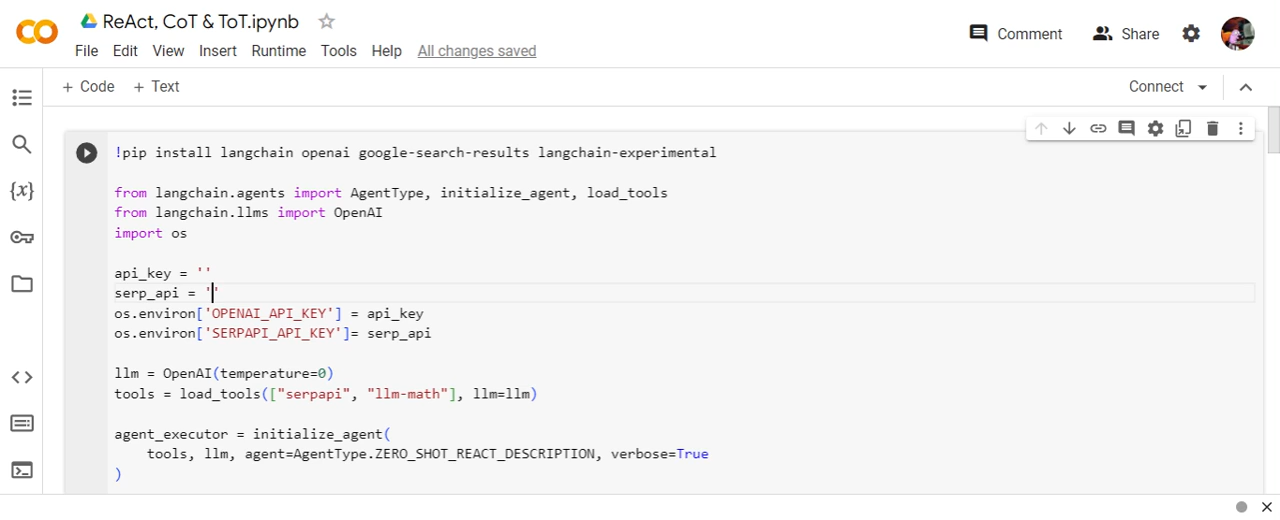 ReAct, CoT & ToT.ipynb
File Edit View Insert Runtime Tools Help All changes saved
Comment Share
+ Code + Text
Connect
{x}
!pip install langchain openai google-search-results langchain-experimental
from langchain.agents import AgentType, initialize_agent, load_tools
from langchain.llms import OpenAI
import os
api_key = ''
serp_api = ''
os.environ['OPENAI_API_KEY'] = api_key
os.environ['SERPAPI_API_KEY']= serp_api
llm = OpenAI(temperature=0)
tools = load_tools(["serpapi", "llm-math"], llm=llm)
agent_executor = initialize_agent(
    tools, llm, agent=AgentType.ZERO_SHOT_REACT_DESCRIPTION, verbose=True
)